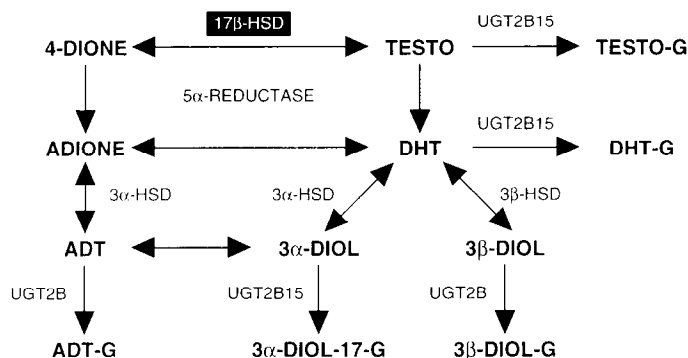 17β-HSD UGT2B15
4-DIONE TESTO TESTO-G
5α-REDUCTASE
UGT2B15
ADIONE DHT DHT-G
3α-HSD 3α-HSD 3β-HSD
ADT 3α-DIOL 3β-DIOL
UGT2B UGT2B15 UGT2B
ADT-G 3α-DIOL-17-G 3β-DIOL-G